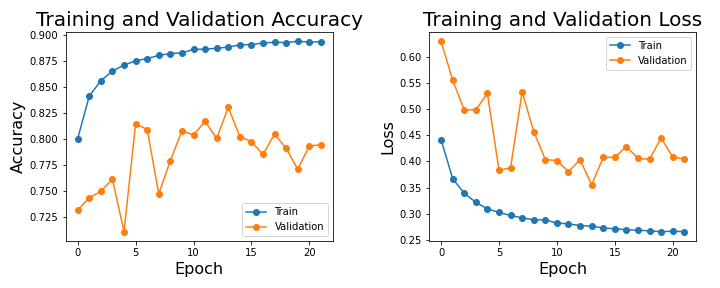 Training and Validation Accuracy
0.900
0.875
0.850
0.825
0.800
0.775
0.750
0.725
Accuracy
0
5
10
15
20
Epoch
Train
Validation
Training and Validation Loss
0.60
0.55
0.50
0.45
0.40
0.35
0.30
0.25
Loss
0
5
10
15
20
Epoch
Train
Validation